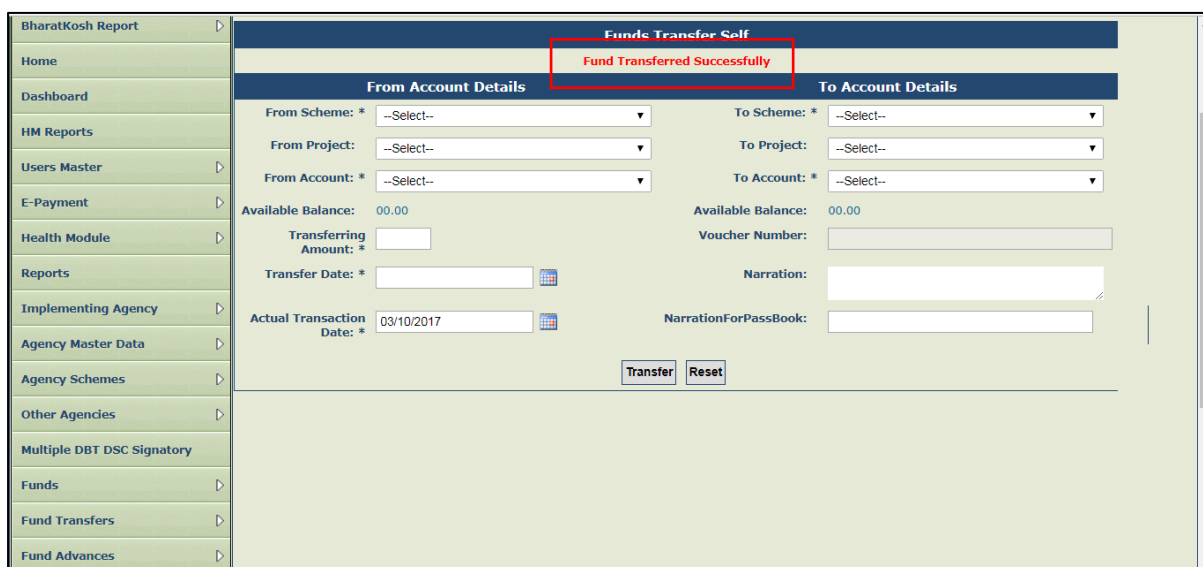 BharatKosh Report
Home
Dashboard
HM Reports
Users Master
E-Payment
Health Module
Reports
Implementing Agency
Agency Master Data
Agency Schemes
Other Agencies
Multiple DBT DSC Signatory
Funds
Fund Transfers
Fund Advances
Funds Transfer Self
Fund Transferred Successfully
From Account Details To Account Details
From Scheme: * --Select-- To Scheme: * --Select--
From Project: --Select-- To Project: --Select--
From Account: * --Select-- To Account: * --Select--
Available Balance: 00.00 Available Balance: 00.00
Transferring
Amount: *
Voucher Number:
Transfer Date: * Narration:
Actual Transaction
Date: * 03/10/2017
NarrationForPassBook:
Transfer Reset